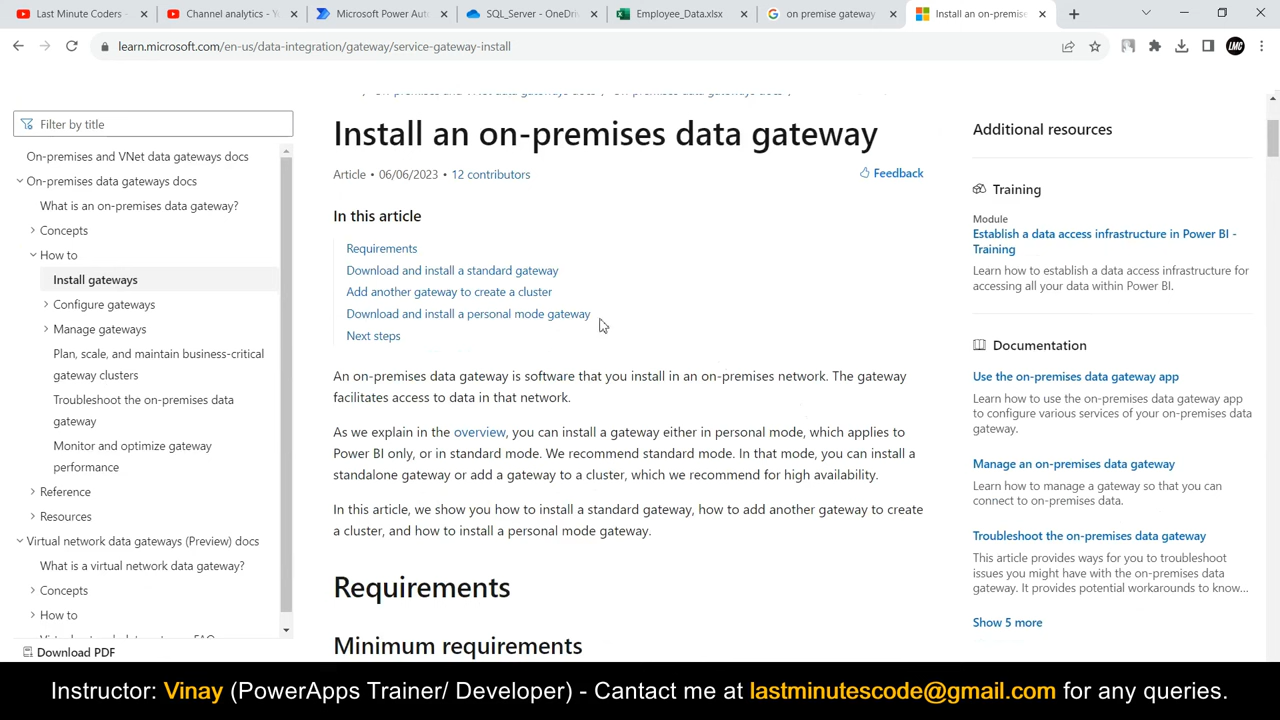 Last Minute Coders -
Channel analytics - Y
Microsoft Power Aut
SQL_Server - OneDri
Employee_Data.xlsx
on premise gateway
Install an on-premise
learn.microsoft.com/en-us/data-integration/gateway/service-gateway-install
LMC
Filter by title
On-premises and VNet data gateways docs
On-premises data gateways docs
What is an on-premises data gateway?
Concepts
How to
Install gateways
Configure gateways
Manage gateways
Plan, scale, and maintain business-critical
gateway clusters
Troubleshoot the on-premises data
gateway
Monitor and optimize gateway
performance
Reference
Resources
Virtual network data gateways (Preview) docs
What is a virtual network data gateway?
Concepts
How to
Download PDF
Install an on-premises data gateway
Article • 06/06/2023 • 12 contributors
Feedback
In this article
Requirements
Download and install a standard gateway
Add another gateway to create a cluster
Download and install a personal mode gateway
Next steps
An on-premises data gateway is software that you install in an on-premises network. The gateway
facilitates access to data in that network.
As we explain in the overview, you can install a gateway either in personal mode, which applies to
Power BI only, or in standard mode. We recommend standard mode. In that mode, you can install a
standalone gateway or add a gateway to a cluster, which we recommend for high availability.
In this article, we show you how to install a standard gateway, how to add another gateway to create
a cluster, and how to install a personal mode gateway.
Requirements
Minimum requirements
Additional resources
Training
Module
Establish a data access infrastructure in Power BI -
Training
Learn how to establish a data access infrastructure for
accessing all your data within Power BI.
Documentation
Use the on-premises data gateway app
Learn how to use the on-premises data gateway app
to configure various services of your on-premises data
gateway.
Manage an on-premises data gateway
Learn how to manage a gateway so that you can
connect to on-premises data.
Troubleshoot the on-premises data gateway
This article provides ways for you to troubleshoot
issues you might have with the on-premises data
gateway. It provides potential workarounds to know...
Show 5 more
Instructor: Vinay (PowerApps Trainer/ Developer) - Cantact me at lastminutescode@gmail.com for any queries.